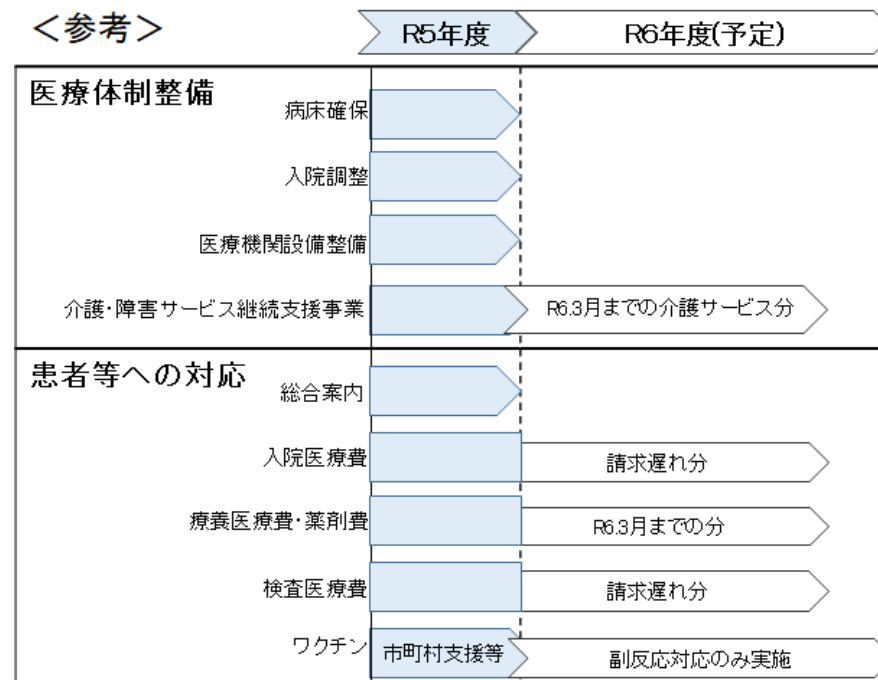 ＜参考＞
R5年度
R6年度(予定)
医療体制整備
病床確保
入院調整
医療機関設備整備
介護・障害サービス継続支援事業
R6.3月までの介護サービス分
患者等への対応
総合案内
入院医療費
請求遅れ分
療養医療費・薬剤費
R6.3月までの分
検査医療費
請求遅れ分
ワクチン
市町村支援等
副反応対応のみ実施